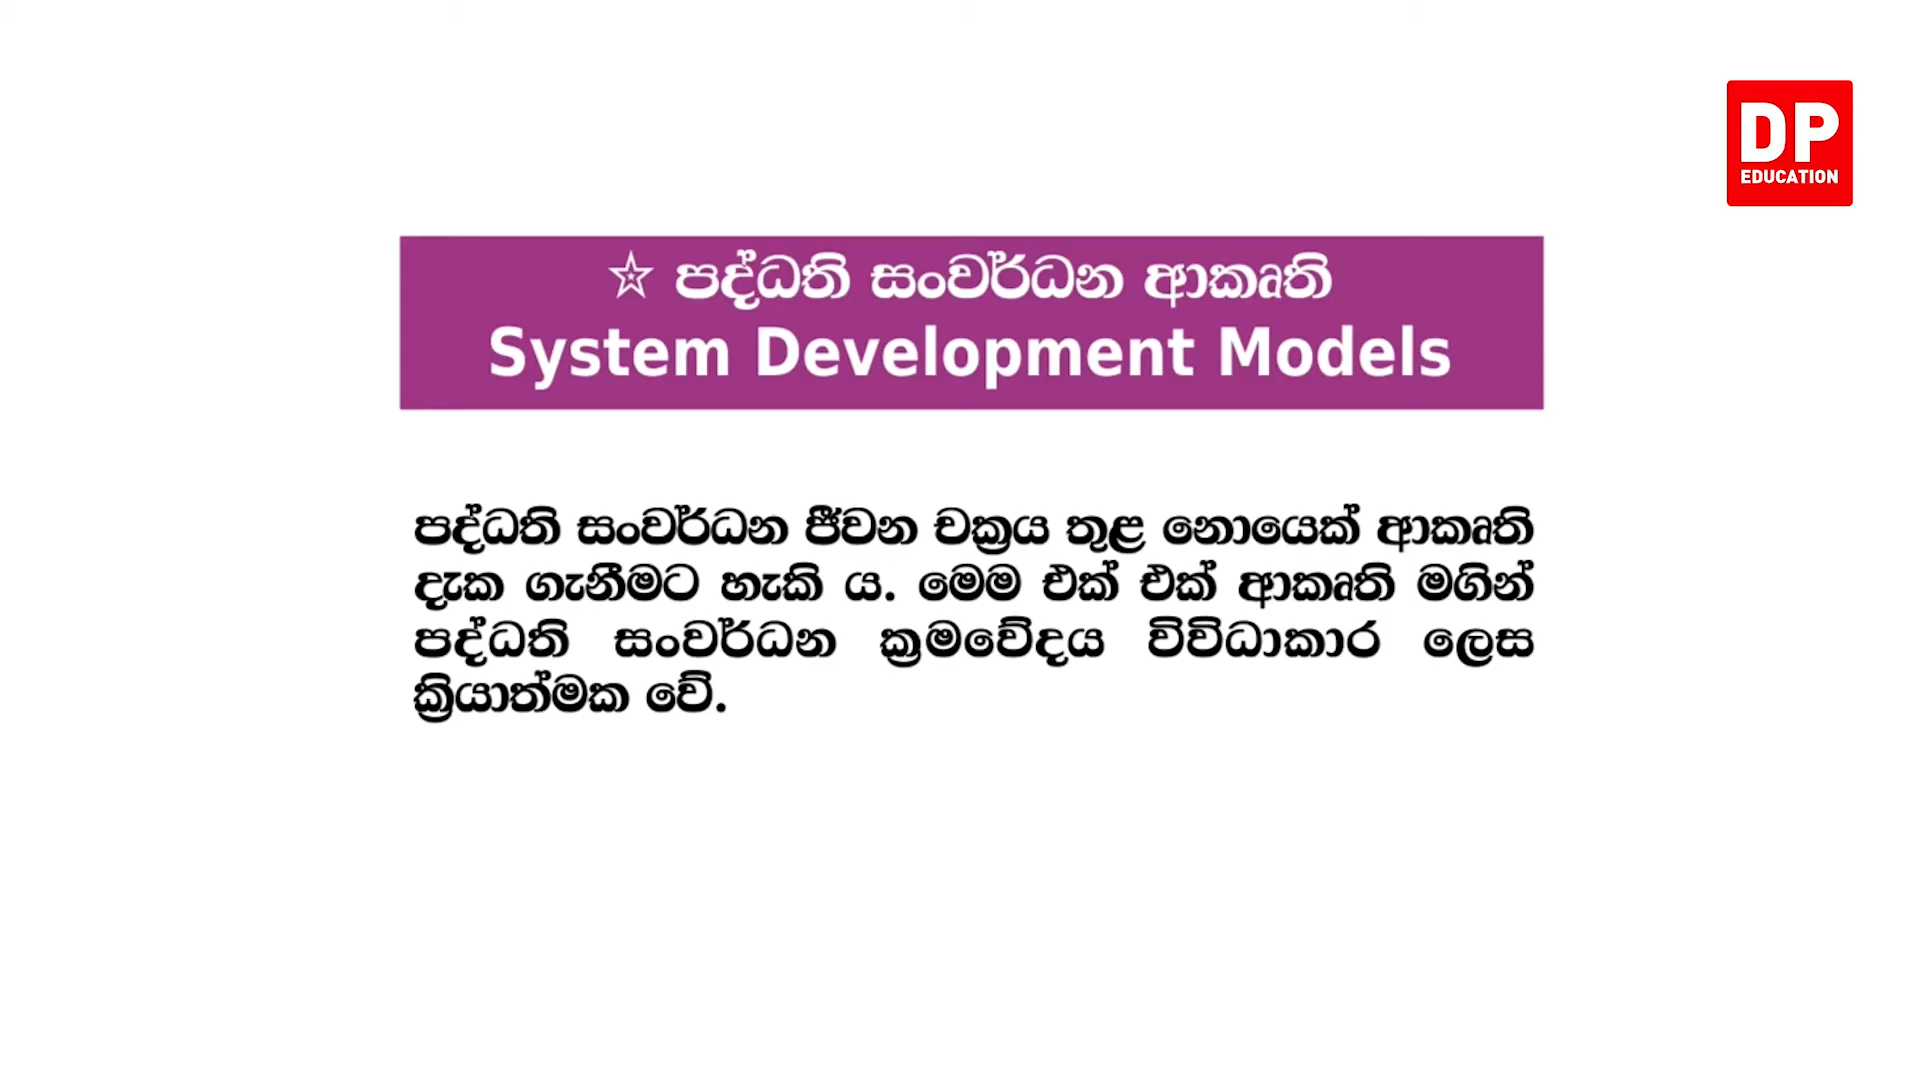 DP
EDUCATION
☆ පද්ධති සංවර්ධන ආකෘති
System Development Models
පද්ධති සංවර්ධන ජීවන චක්‍රය තුළ නොයෙක් ආකෘති
දැක ගැනීමට හැකි ය. මෙම එක් එක් ආකෘති මගින්
පද්ධති සංවර්ධන ක්‍රමවේදය විවිධාකාර ලෙස
ක්‍රියාත්මක වේ.